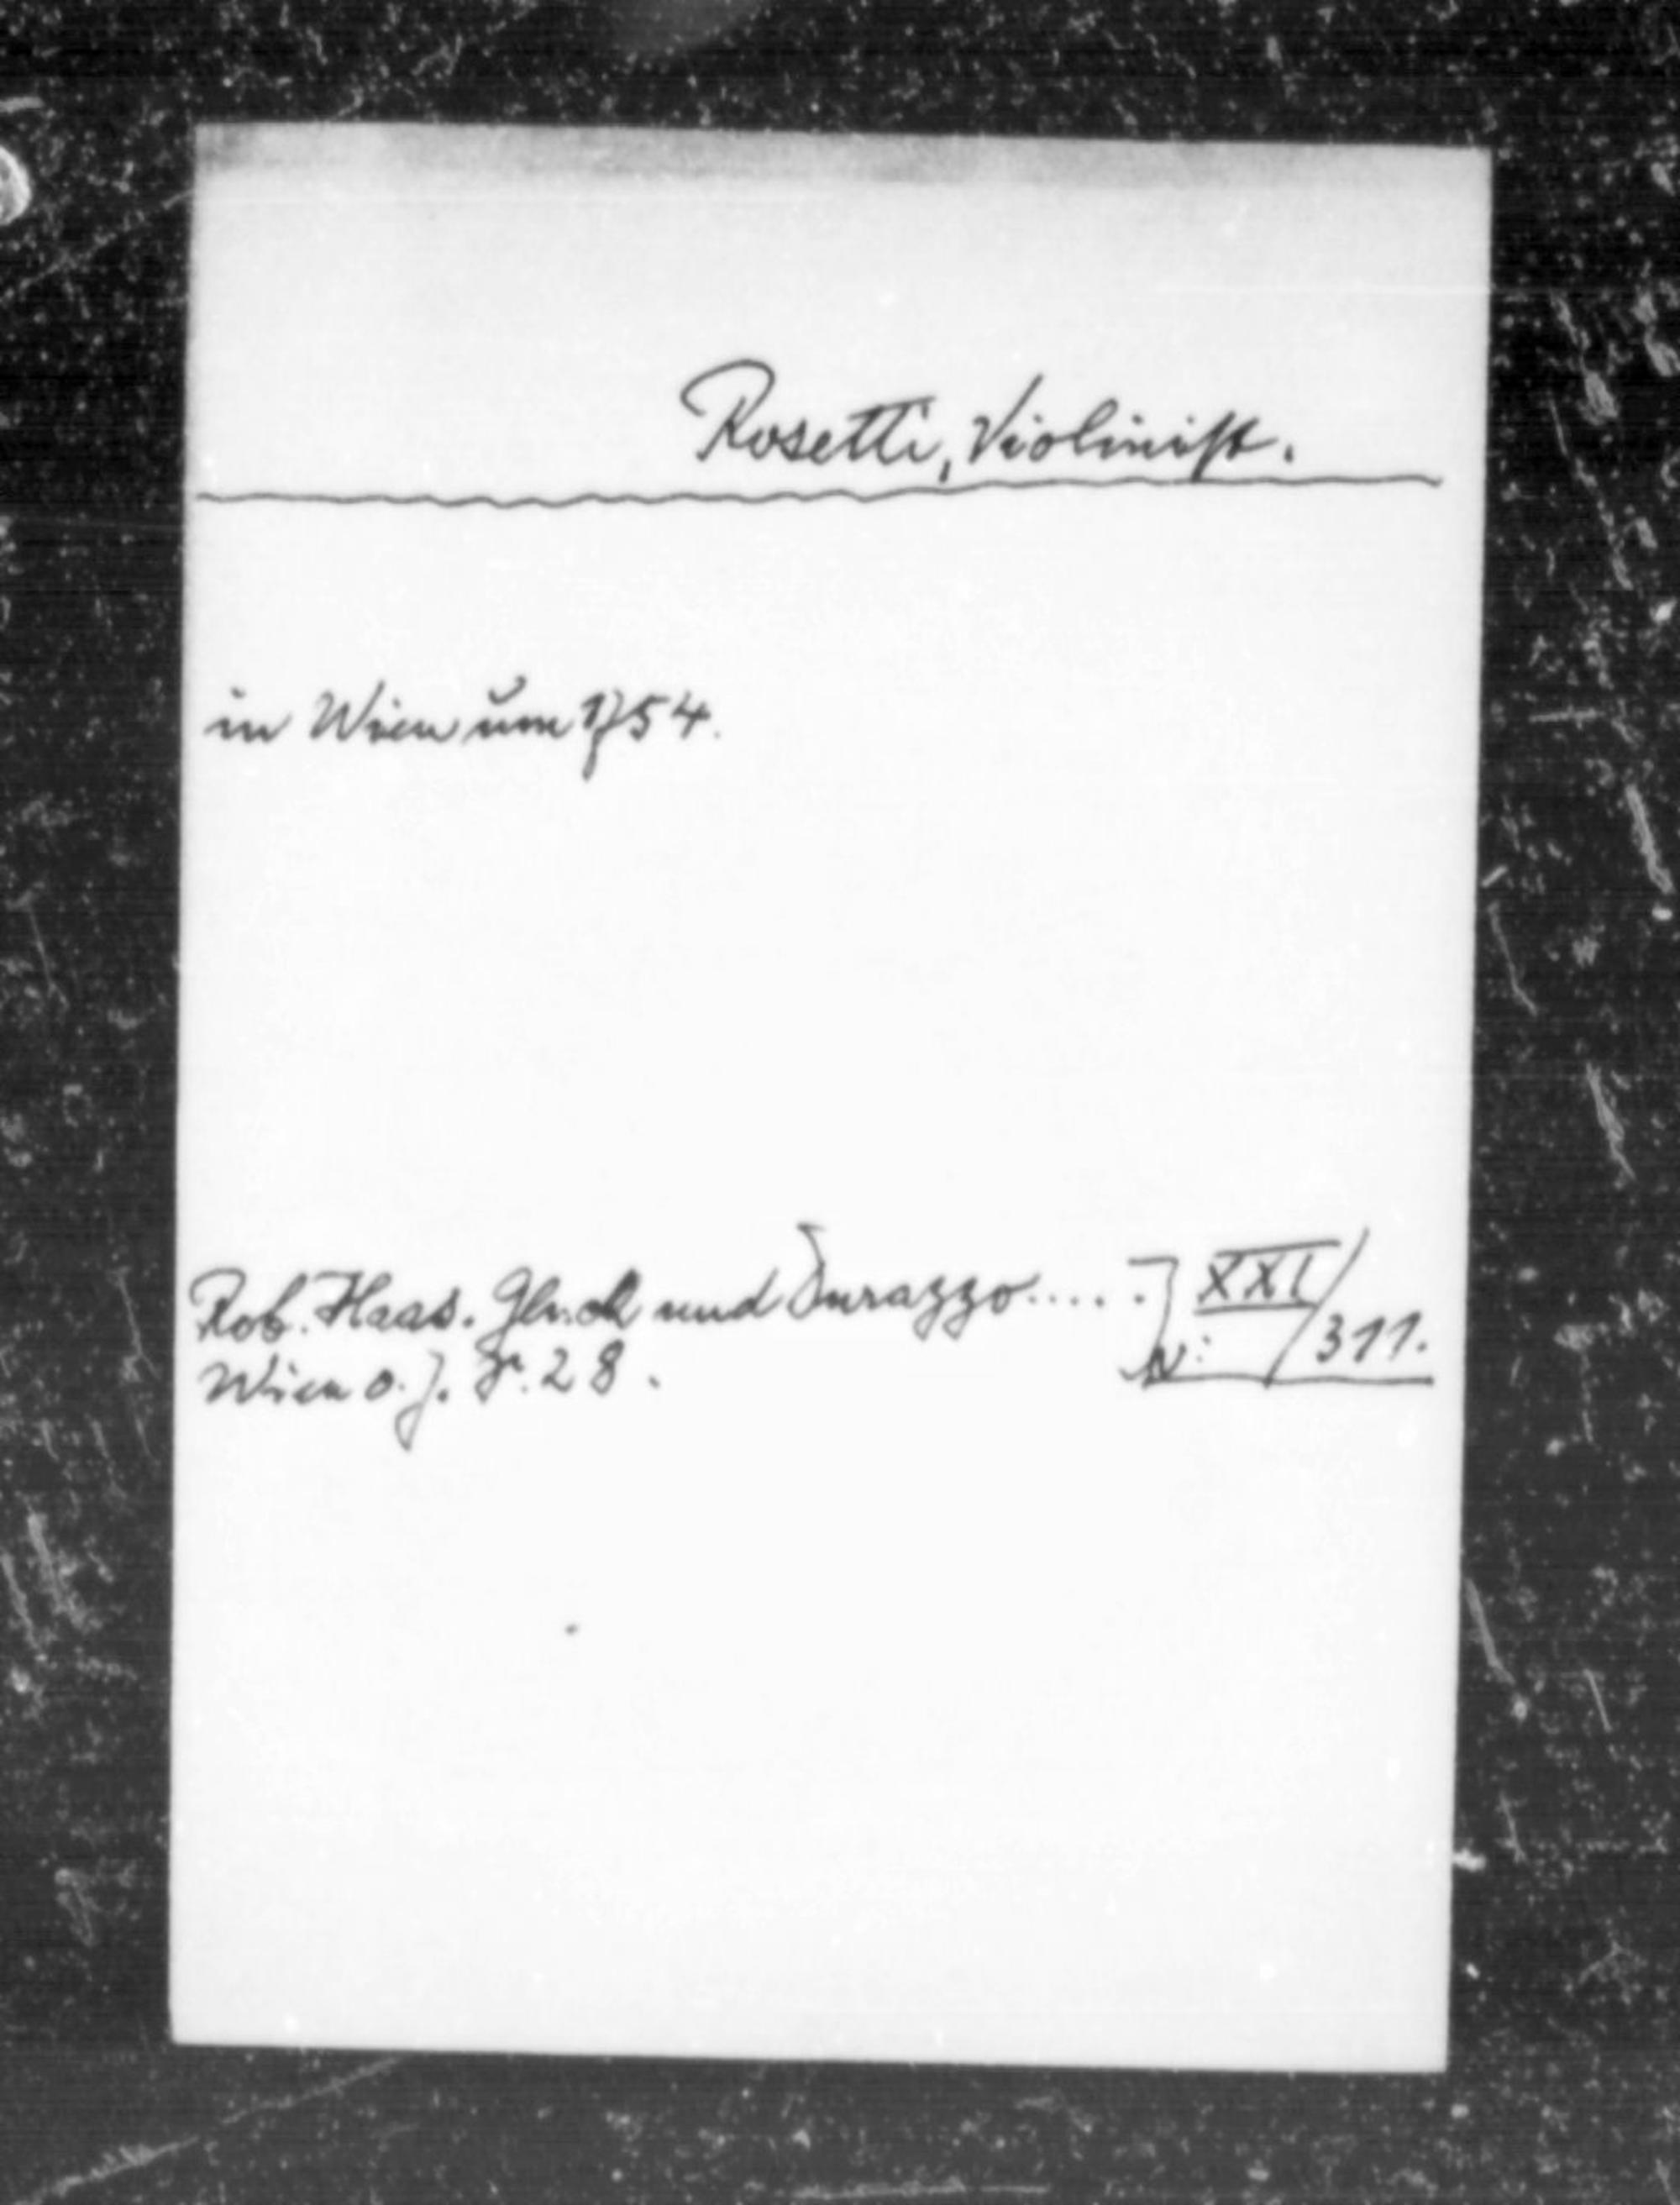 Rosetti, Violinist.
in Wien um 1754.
Rob. Haas. Gluck und Durazzo.....] XXI/
Wien o. J. S. 28. N: 311.